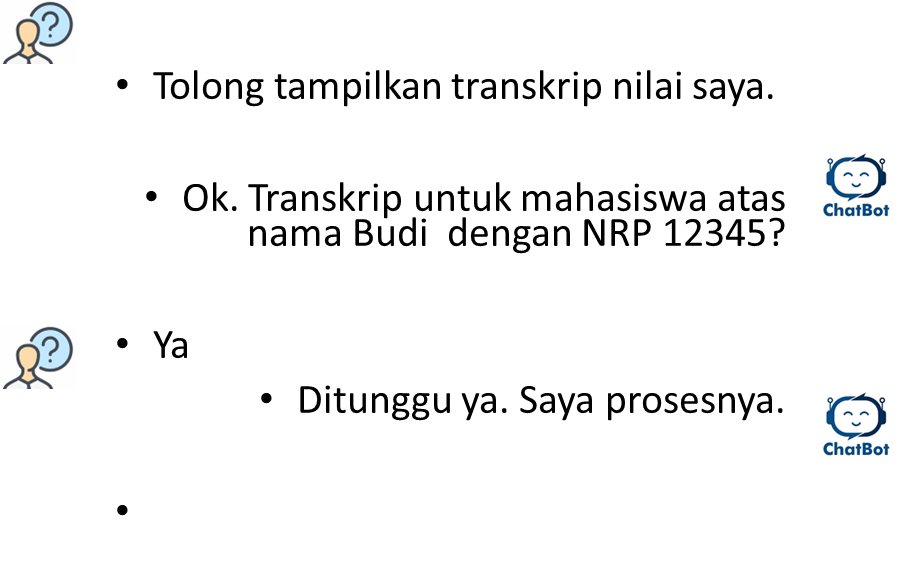 ?
• Tolong tampilkan transkrip nilai saya.
• Ok. Transkrip untuk mahasiswa atas
nama Budi dengan NRP 12345?
ChatBot
?
• Ya
• Ditunggu ya. Saya prosesnya.
ChatBot
•